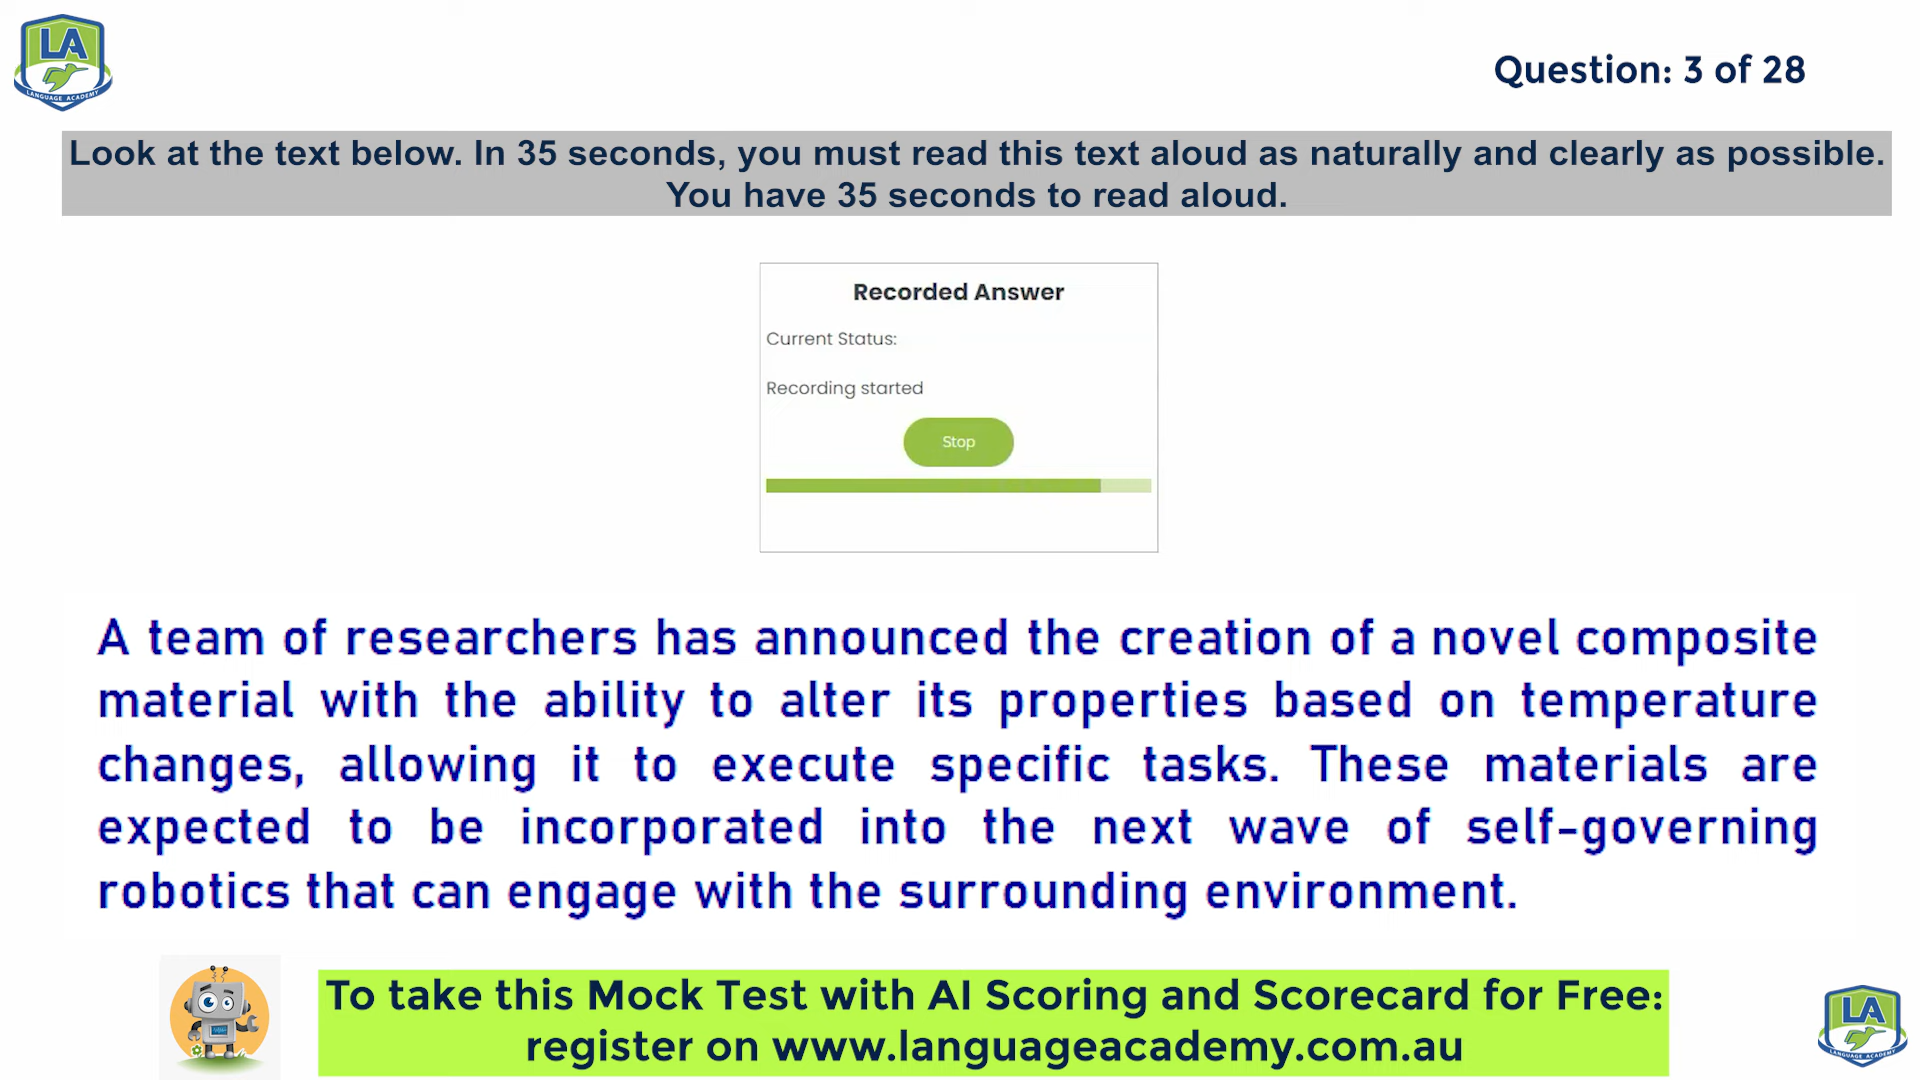 LA
LANGUAGE ACADEMY
Question: 3 of 28
Look at the text below. In 35 seconds, you must read this text aloud as naturally and clearly as possible.
You have 35 seconds to read aloud.
Recorded Answer
Current Status:
Recording started
Stop
A team of researchers has announced the creation of a novel composite
material with the ability to alter its properties based on temperature
changes, allowing it to execute specific tasks. These materials are
expected to be incorporated into the next wave of self-governing
robotics that can engage with the surrounding environment.
To take this Mock Test with AI Scoring and Scorecard for Free:
register on www.languageacademy.com.au
LA
LANGUAGE ACADEMY